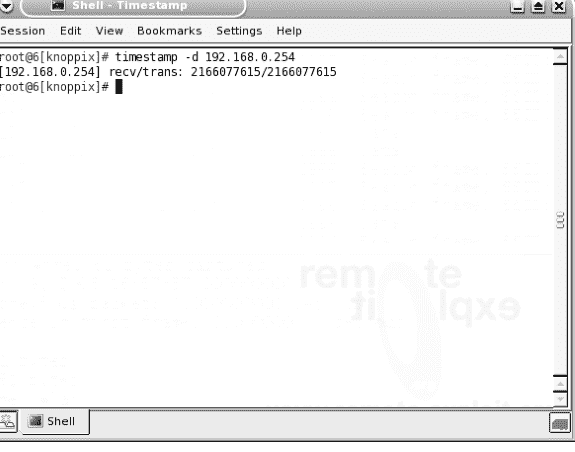 Shell - Timestamp
Session Edit View Bookmarks Settings Help
root@6[knoppix]# timestamp -d 192.168.0.254
[192.168.0.254] recv/trans: 2166077615/2166077615
root@6[knoppix]#
remote
exploit
Shell